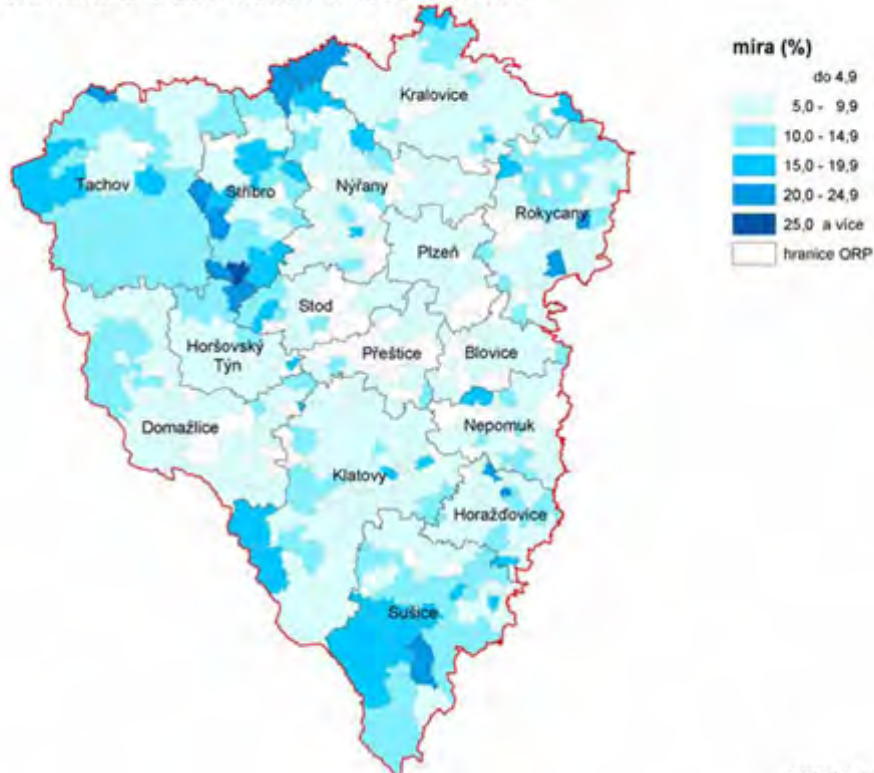 míra (%)
do 4,9
5,0 - 9,9
10,0 - 14,9
15,0 - 19,9
20,0 - 24,9
25,0 a více
hranice ORP
Kralovice
Tachov
Stříbro
Nýřany
Rokycany
Plzeň
Stod
Horšovský
Týn
Přeštice
Blovice
Domažlice
Nepomuk
Klatovy
Horažďovice
Sušice